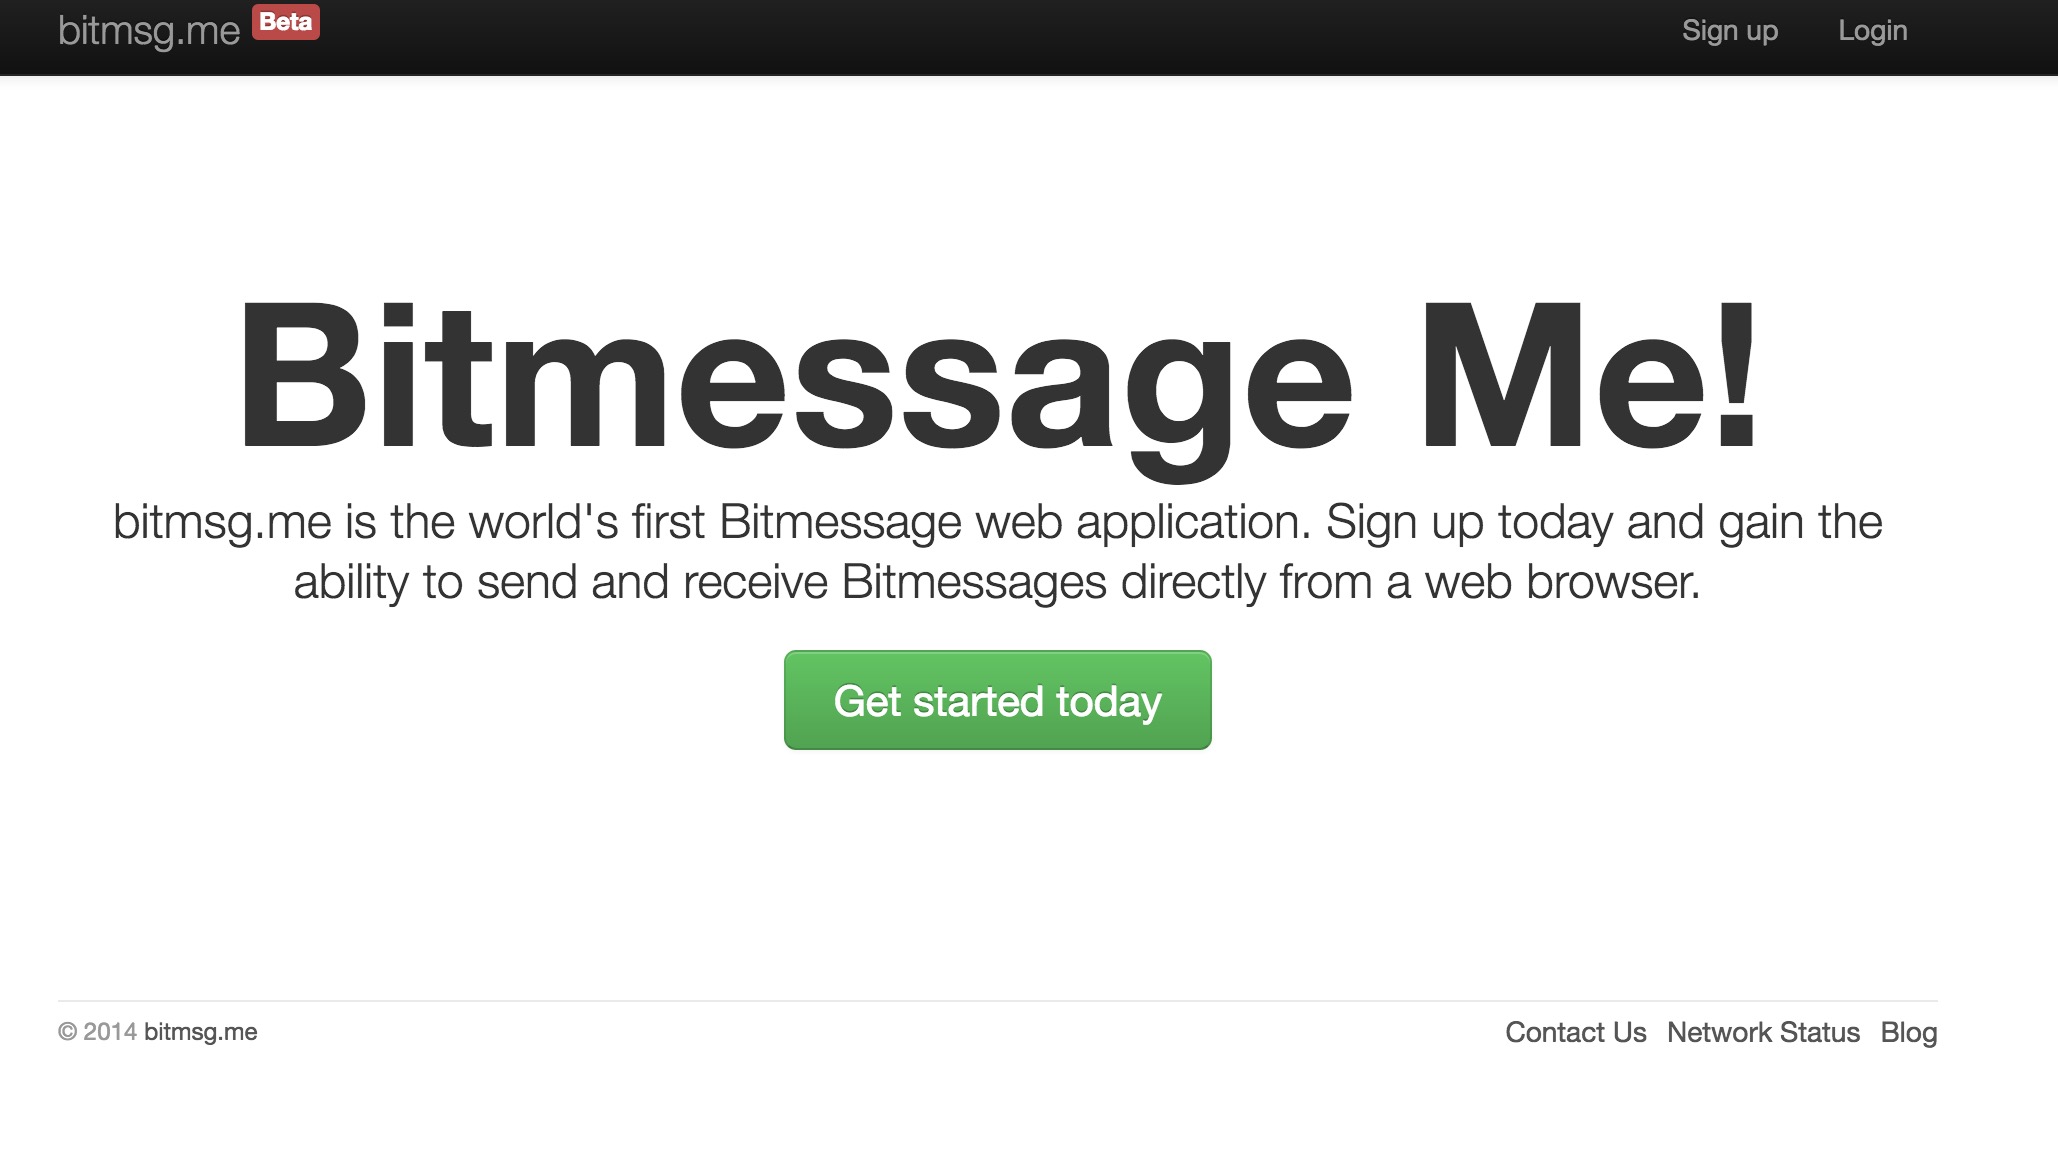 bitmsg.me Beta
Sign up Login
Bitmessage Me!
bitmsg.me is the world's first Bitmessage web application. Sign up today and gain the
ability to send and receive Bitmessages directly from a web browser.
Get started today
© 2014 bitmsg.me
Contact Us Network Status Blog